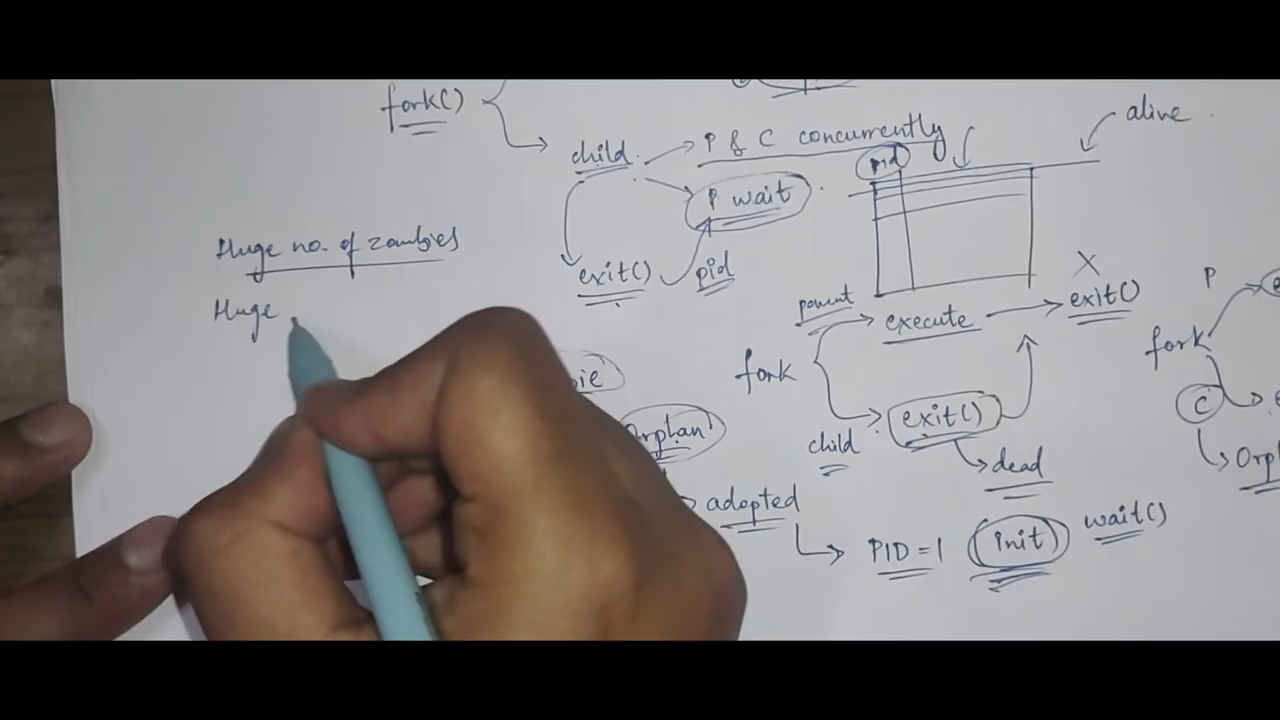 fork()
child
P & C concurrently
P wait
exit()
pid
pid
alive
Huge no. of zombies
Huge
parent
execute
exit()
fork
child
exit()
dead
Orphan
adopted
PID = 1
init
wait()
P
fork
C